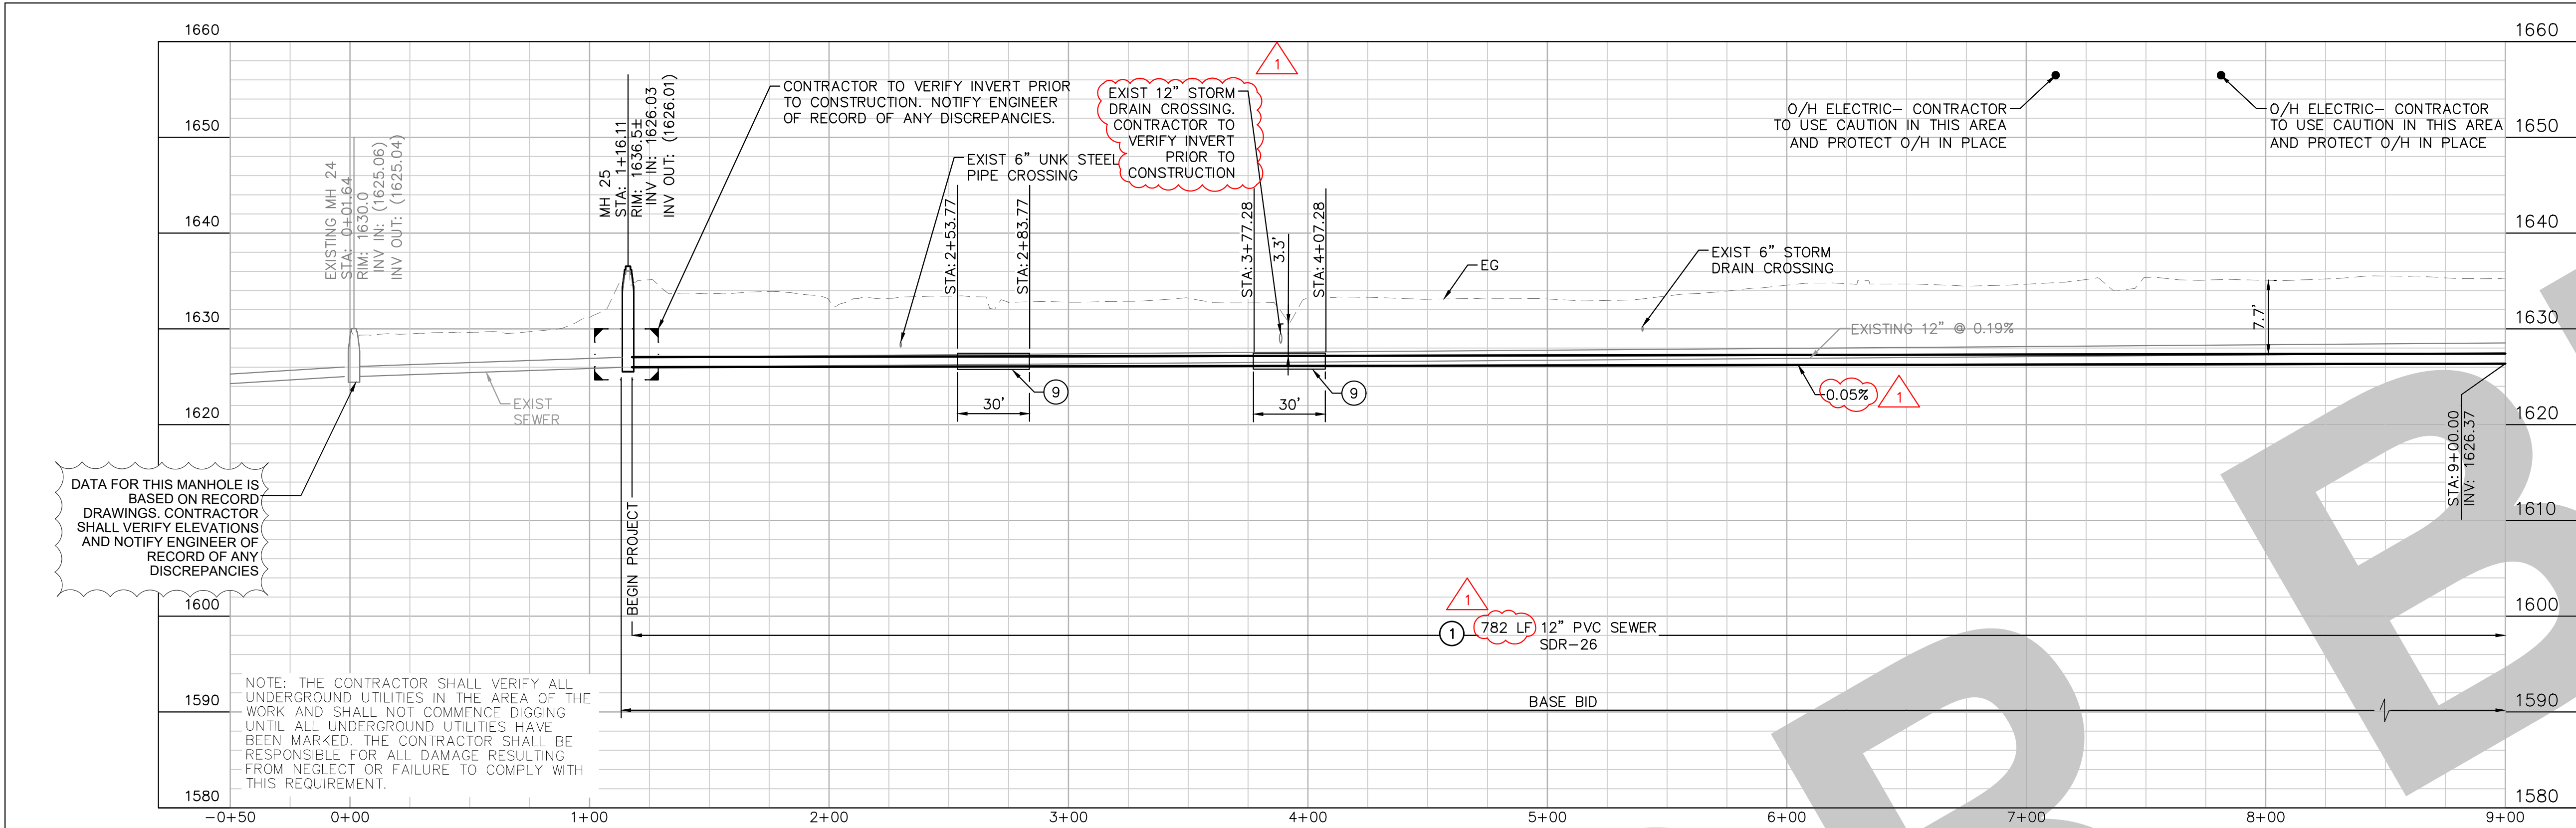 1660
1660
1
CONTRACTOR TO VERIFY INVERT PRIOR
TO CONSTRUCTION. NOTIFY ENGINEER
OF RECORD OF ANY DISCREPANCIES.
EXIST 12" STORM
DRAIN CROSSING.
CONTRACTOR TO
VERIFY INVERT
PRIOR TO
CONSTRUCTION
O/H ELECTRIC– CONTRACTOR
TO USE CAUTION IN THIS AREA
AND PROTECT O/H IN PLACE
O/H ELECTRIC– CONTRACTOR
TO USE CAUTION IN THIS AREA
AND PROTECT O/H IN PLACE
1650
1650
EXISTING MH 24
STA: 0+01.64
RIM: 1630.0
INV IN: (1625.06)
INV OUT: (1625.04)
MH 25
STA: 1+16.11
RIM: 1636.5±
INV IN: 1626.03
INV OUT: (1626.01)
EXIST 6" UNK STEEL
PIPE CROSSING
STA:2+53.77
STA:2+83.77
STA:3+77.28
3.3'
STA:4+07.28
1640
1640
EG
EXIST 6" STORM
DRAIN CROSSING
1630
1630
EXISTING 12" @ 0.19%
7.7'
EXIST
SEWER
30'
9
30'
9
0.05%
1
1620
1620
STA:9+00.00
INV: 1626.37
DATA FOR THIS MANHOLE IS
BASED ON RECORD
DRAWINGS. CONTRACTOR
SHALL VERIFY ELEVATIONS
AND NOTIFY ENGINEER OF
RECORD OF ANY
DISCREPANCIES
1610
BEGIN PROJECT
1600
1600
1
1
782 LF 12" PVC SEWER
SDR–26
BASE BID
1590
1590
NOTE: THE CONTRACTOR SHALL VERIFY ALL
UNDERGROUND UTILITIES IN THE AREA OF THE
WORK AND SHALL NOT COMMENCE DIGGING
UNTIL ALL UNDERGROUND UTILITIES HAVE
BEEN MARKED. THE CONTRACTOR SHALL BE
RESPONSIBLE FOR ALL DAMAGE RESULTING
FROM NEGLECT OR FAILURE TO COMPLY WITH
THIS REQUIREMENT.
1580
1580
–0+50
0+00
1+00
2+00
3+00
4+00
5+00
6+00
7+00
8+00
9+00